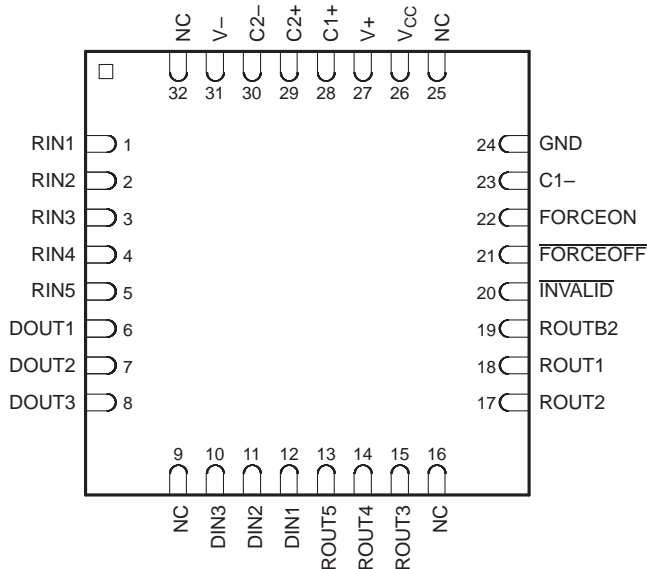 NC V– C2– C2+ C1+ V+ VCC NC
32 31 30 29 28 27 26 25
RIN1 1 24 GND
RIN2 2 23 C1–
RIN3 3 22 FORCEON
RIN4 4 21 FORCEOFF
RIN5 5 20 INVALID
DOUT1 6 19 ROUTB2
DOUT2 7 18 ROUT1
DOUT3 8 17 ROUT2
9 10 11 12 13 14 15 16
NC DIN3 DIN2 DIN1 ROUT5 ROUT4 ROUT3 NC